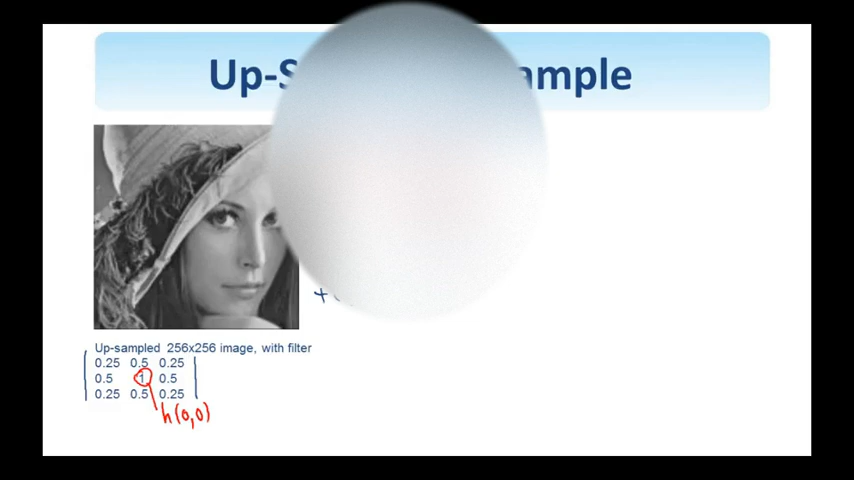 Up-S ample
+
Up-sampled 256x256 image, with filter
0.25 0.5 0.25
0.5 1 0.5
0.25 0.5 0.25
h(0,0)